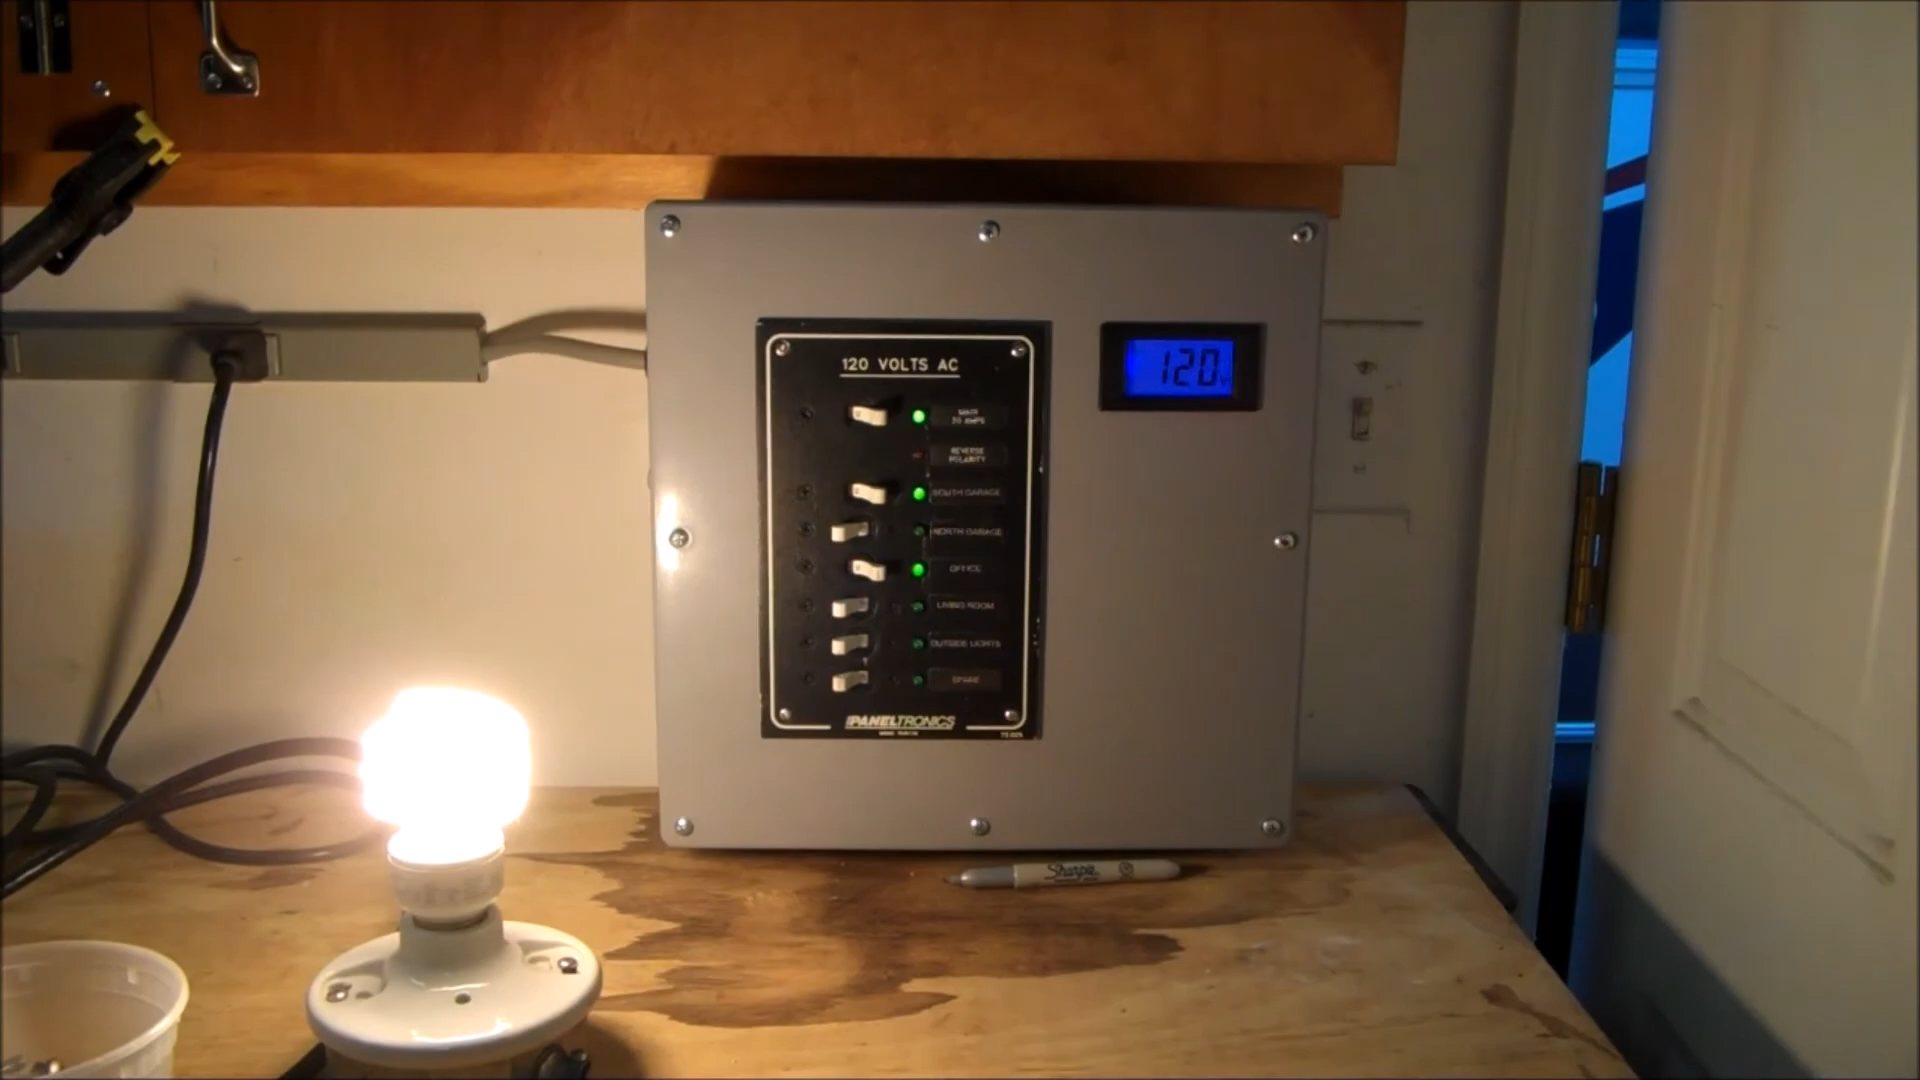 120 VOLTS AC
120V
MAIN
30 AMPS
REVERSE
POLARITY
SOUTH GARAGE
NORTH GARAGE
OFFICE
LIVING ROOM
OUTSIDE LIGHTS
SPARE
PANELTRONICS
Sharpie